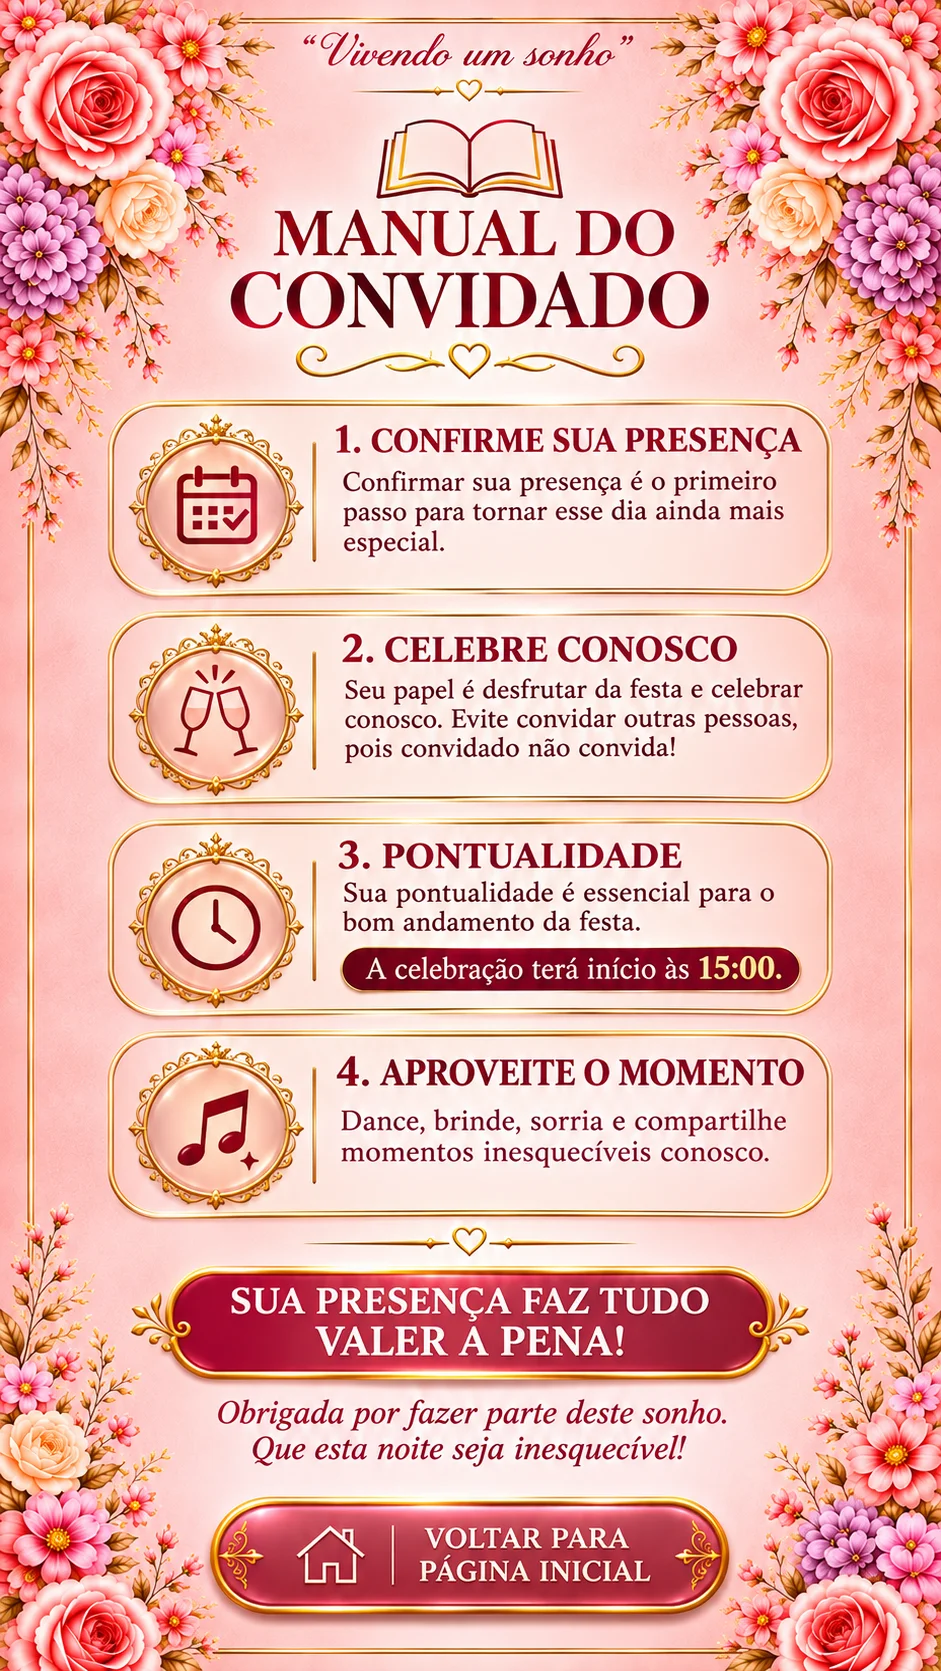 “Vivendo um sonho”
MANUAL DO
CONVIDADO
1. CONFIRME SUA PRESENÇA
Confirmar sua presença é o primeiro
passo para tornar esse dia ainda mais
especial.
2. CELEBRE CONOSCO
Seu papel é desfrutar da festa e celebrar
conosco. Evite convidar outras pessoas,
pois convidado não convida!
3. PONTUALIDADE
Sua pontualidade é essencial para o
bom andamento da festa.
A celebração terá início às 15:00.
4. APROVEITE O MOMENTO
Dance, brinde, sorria e compartilhe
momentos inesquecíveis conosco.
SUA PRESENÇA FAZ TUDO
VALER A PENA!
Obrigada por fazer parte deste sonho.
Que esta noite seja inesquecível!
VOLTAR PARA
PÁGINA INICIAL